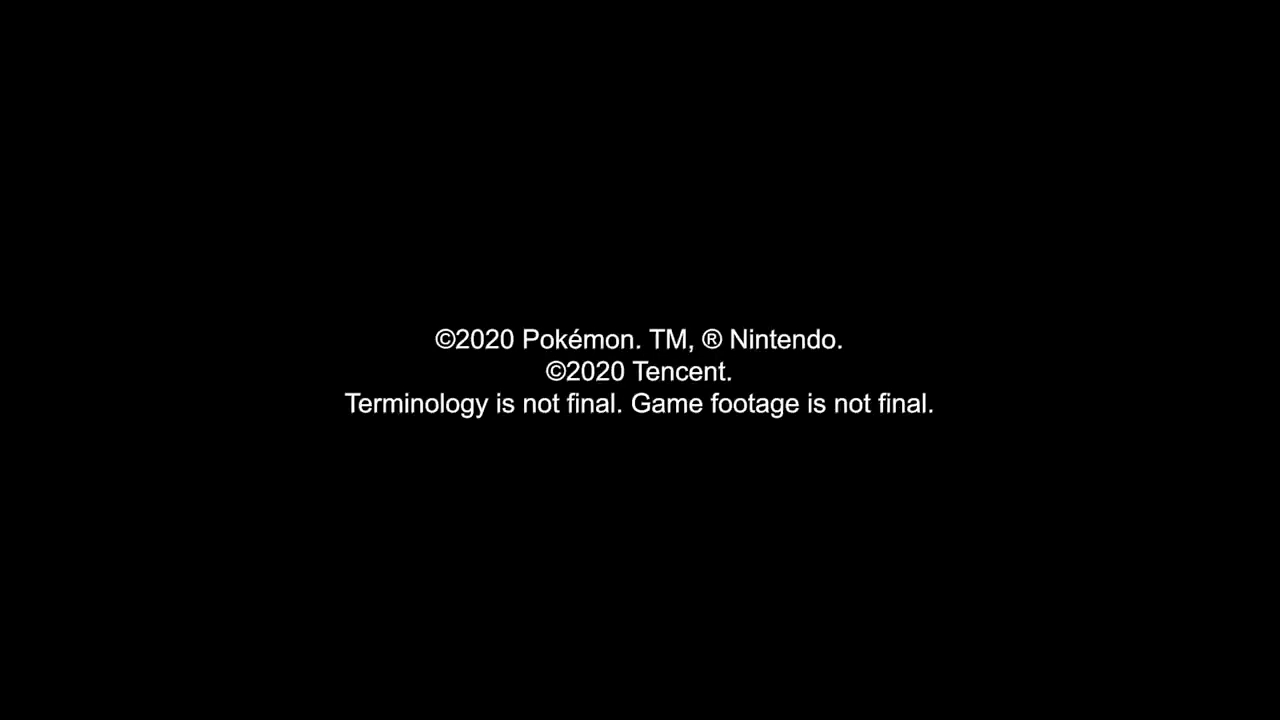 ©2020 Pokémon. TM, ® Nintendo.
©2020 Tencent.
Terminology is not final. Game footage is not final.